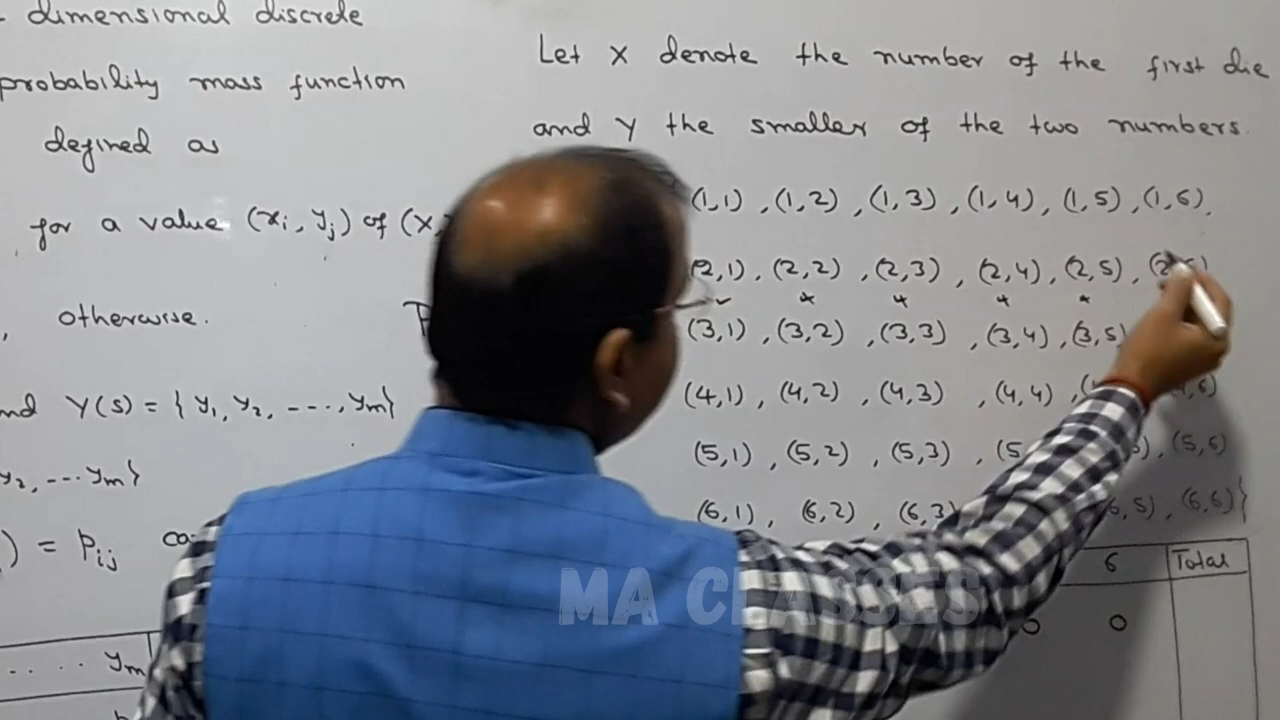 dimensional discrete
probability mass function
defined as
for a value (xi, yj) of (X,
, otherwise.
nd Y(s) = { y1, y2, ----, ym}
y2, --- ym}
) = Pij
.... ym
Let X denote the number of the first die
and Y the smaller of the two numbers.
(1,1) , (1,2) , (1,3) , (1,4) , (1,5) , (1,6) ,
(2,1) , (2,2) , (2,3) , (2,4) , (2,5) ,
(3,1) , (3,2) , (3,3) , (3,4) , (3,5)
(4,1) , (4,2) , (4,3) , (4,4) ,
(5,1) , (5,2) , (5,3) , (5 , (5,6)
(6,1) , (6,2) , (6,3) 6,5) , (6,6) }
6 Total
0 0
MA CLASSES